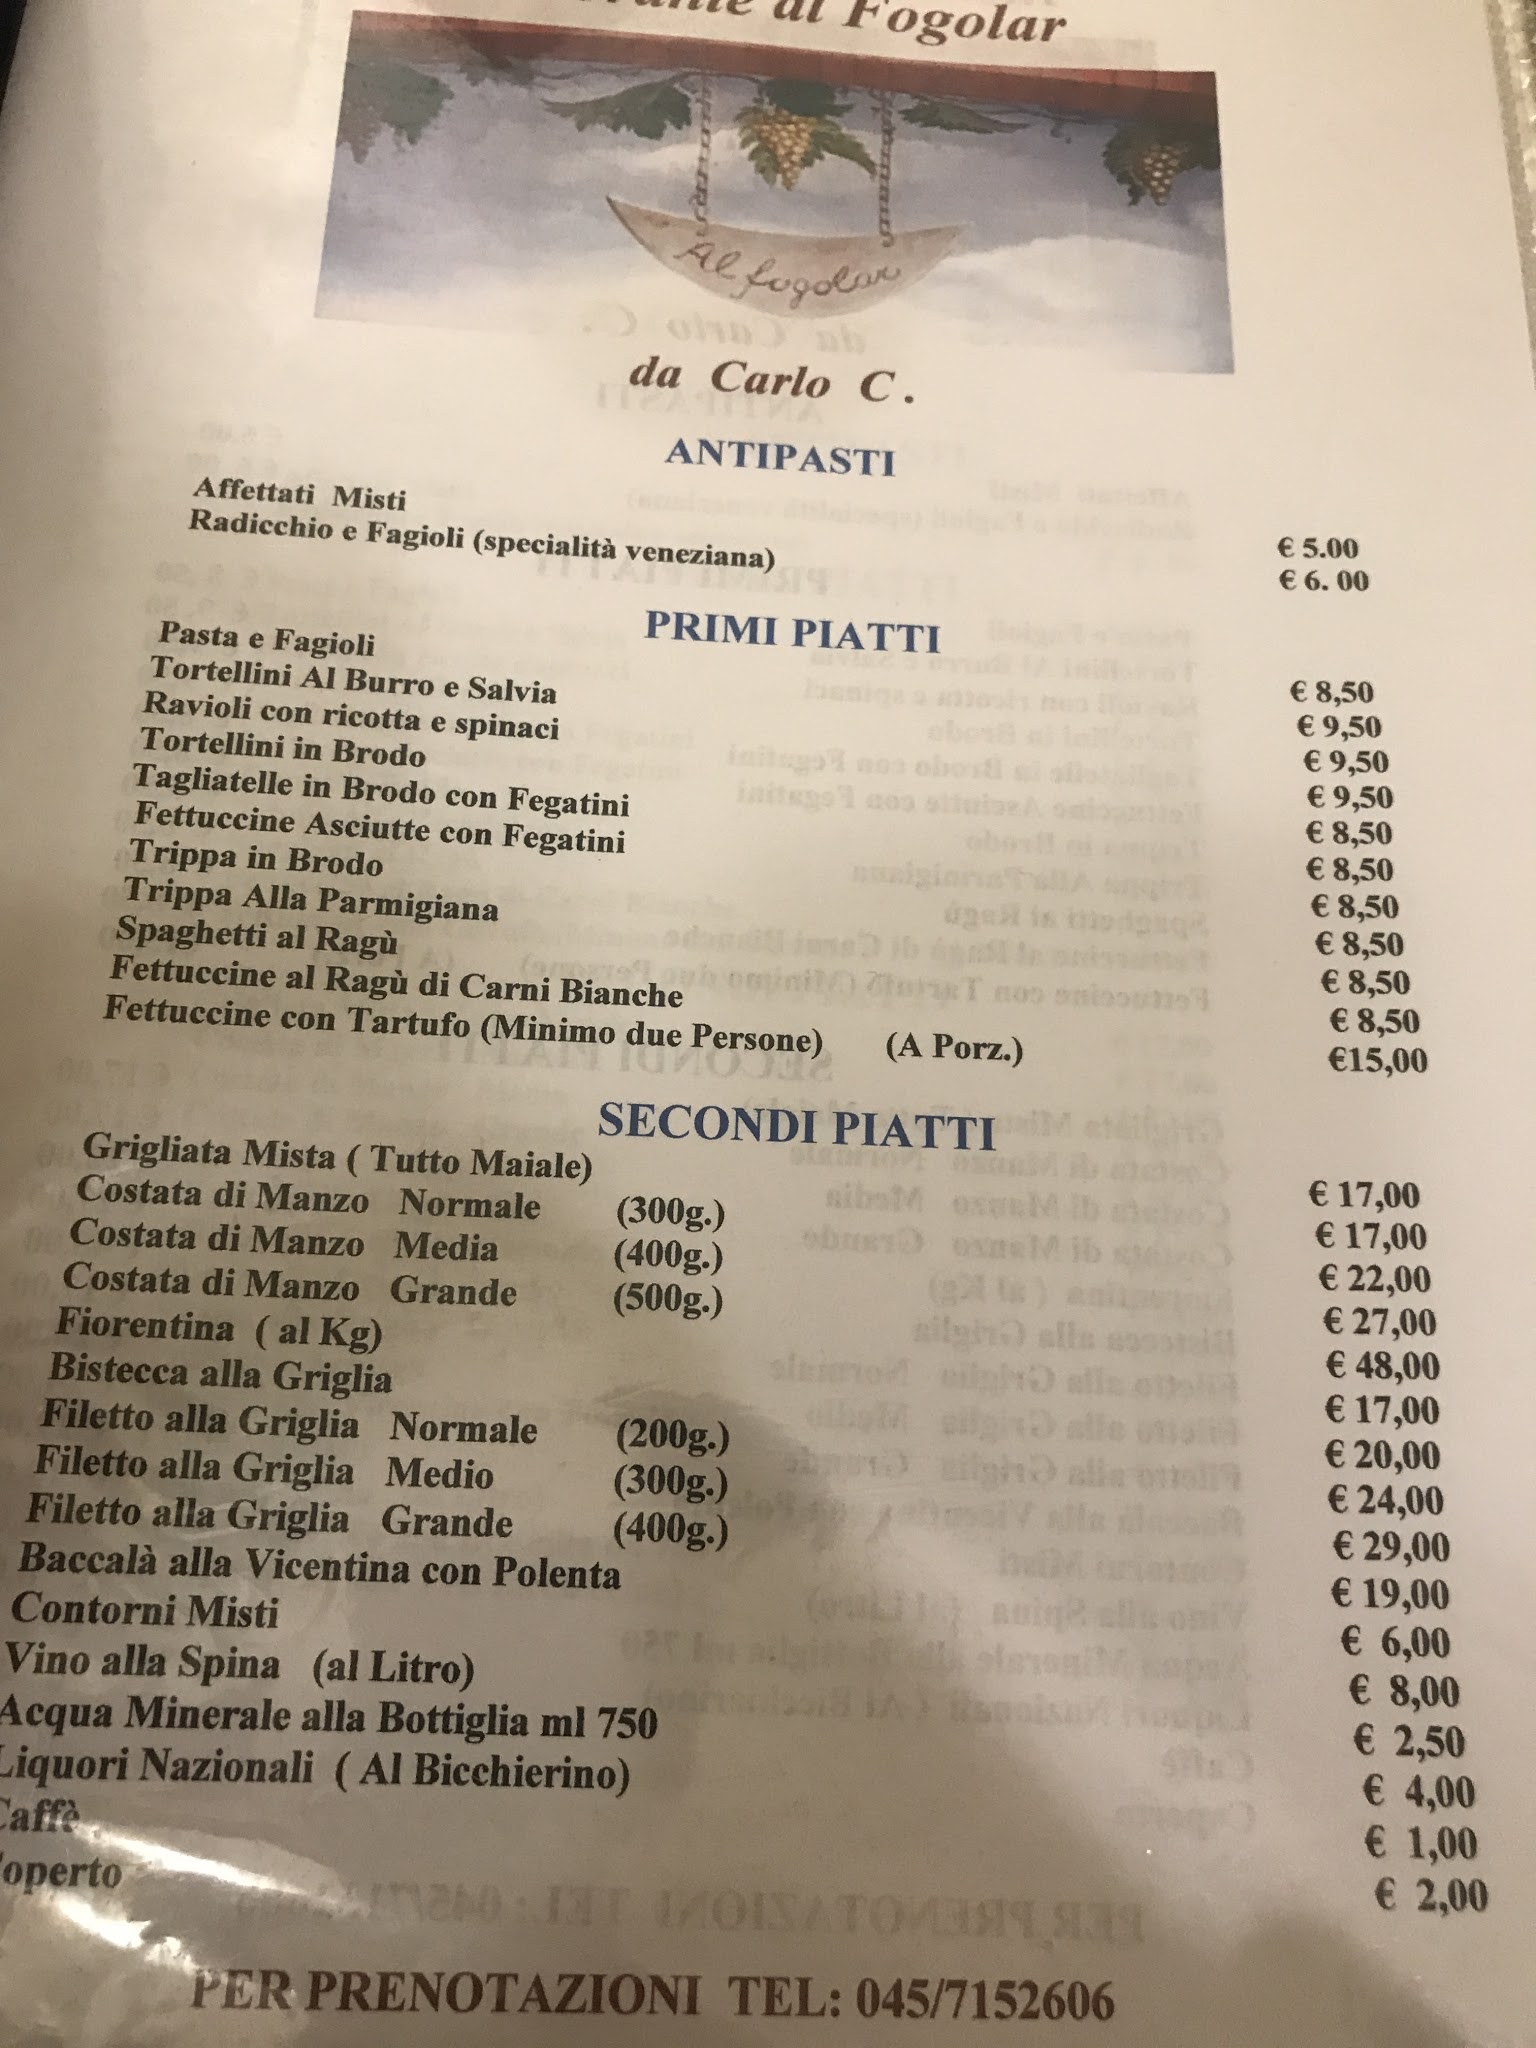 al Fogolar
Al fogolar
da Carlo C.
ANTIPASTI
Affettati Misti € 5.00
Radicchio e Fagioli (specialità veneziana) € 6. 00
PRIMI PIATTI
Pasta e Fagioli € 8,50
Tortellini Al Burro e Salvia € 9,50
Ravioli con ricotta e spinaci € 9,50
Tortellini in Brodo € 9,50
Tagliatelle in Brodo con Fegatini € 8,50
Fettuccine Asciutte con Fegatini € 8,50
Trippa in Brodo € 8,50
Trippa Alla Parmigiana € 8,50
Spaghetti al Ragù € 8,50
Fettuccine al Ragù di Carni Bianche € 8,50
Fettuccine con Tartufo (Minimo due Persone) (A Porz.) €15,00
SECONDI PIATTI
Grigliata Mista ( Tutto Maiale) € 17,00
Costata di Manzo Normale (300g.) € 17,00
Costata di Manzo Media (400g.) € 22,00
Costata di Manzo Grande (500g.) € 27,00
Fiorentina ( al Kg) € 48,00
Bistecca alla Griglia € 17,00
Filetto alla Griglia Normale (200g.) € 20,00
Filetto alla Griglia Medio (300g.) € 24,00
Filetto alla Griglia Grande (400g.) € 29,00
Baccalà alla Vicentina con Polenta € 19,00
Contorni Misti € 6,00
Vino alla Spina (al Litro) € 8,00
Acqua Minerale alla Bottiglia ml 750 € 2,50
Liquori Nazionali ( Al Bicchierino) € 4,00
Caffè € 1,00
Coperto € 2,00
PER PRENOTAZIONI TEL: 045/7152606